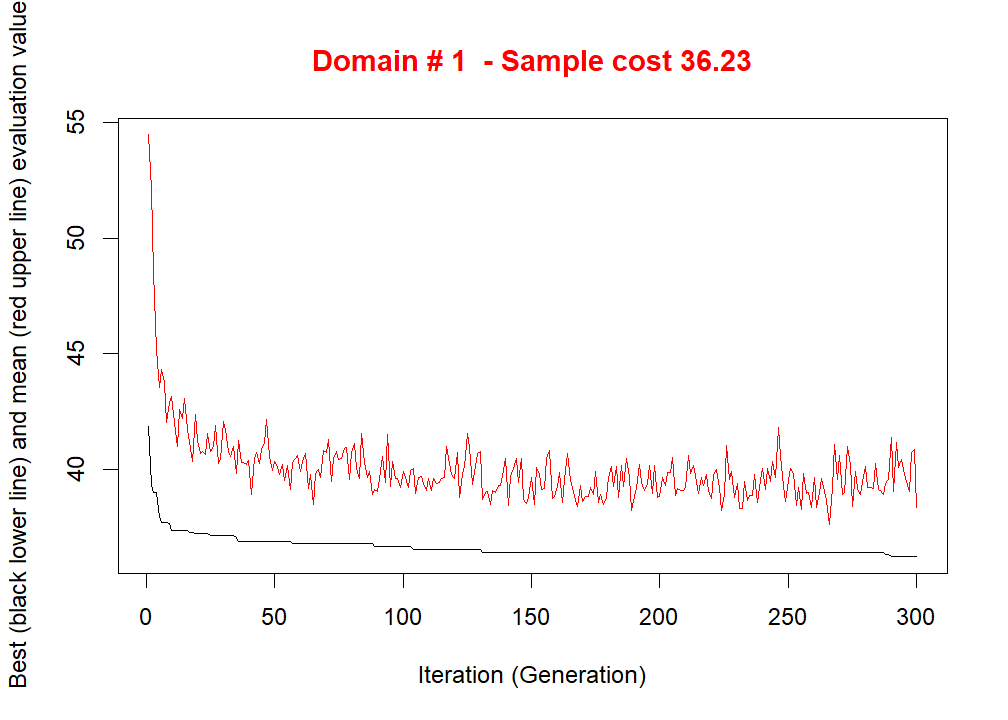 Domain # 1  - Sample cost 36.23
Best (black lower line) and mean (red upper line) evaluation value
55
50
45
40
0 50 100 150 200 250 300
Iteration (Generation)